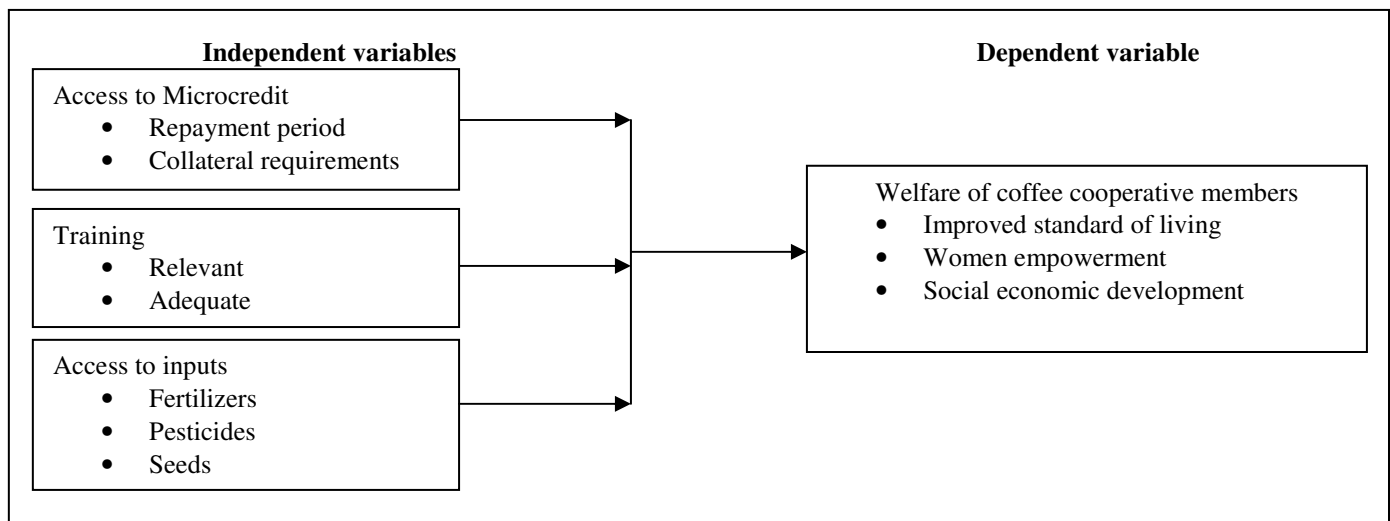 Independent variables
Dependent variable
Access to Microcredit
• Repayment period
• Collateral requirements
Training
• Relevant
• Adequate
Access to inputs
• Fertilizers
• Pesticides
• Seeds
Welfare of coffee cooperative members
• Improved standard of living
• Women empowerment
• Social economic development